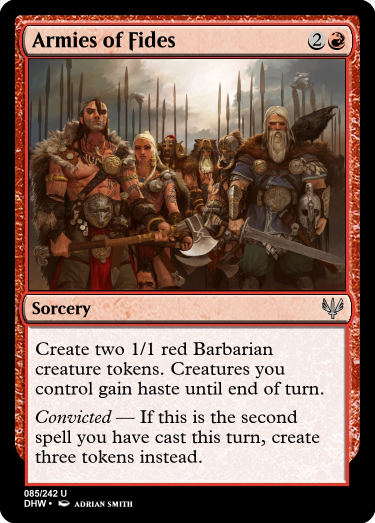 Armies of Fides 2
Sorcery
Create two 1/1 red Barbarian
creature tokens. Creatures you
control gain haste until end of turn.
Convicted — If this is the second
spell you have cast this turn, create
three tokens instead.
085/242 U
DHW • ADRIAN SMITH